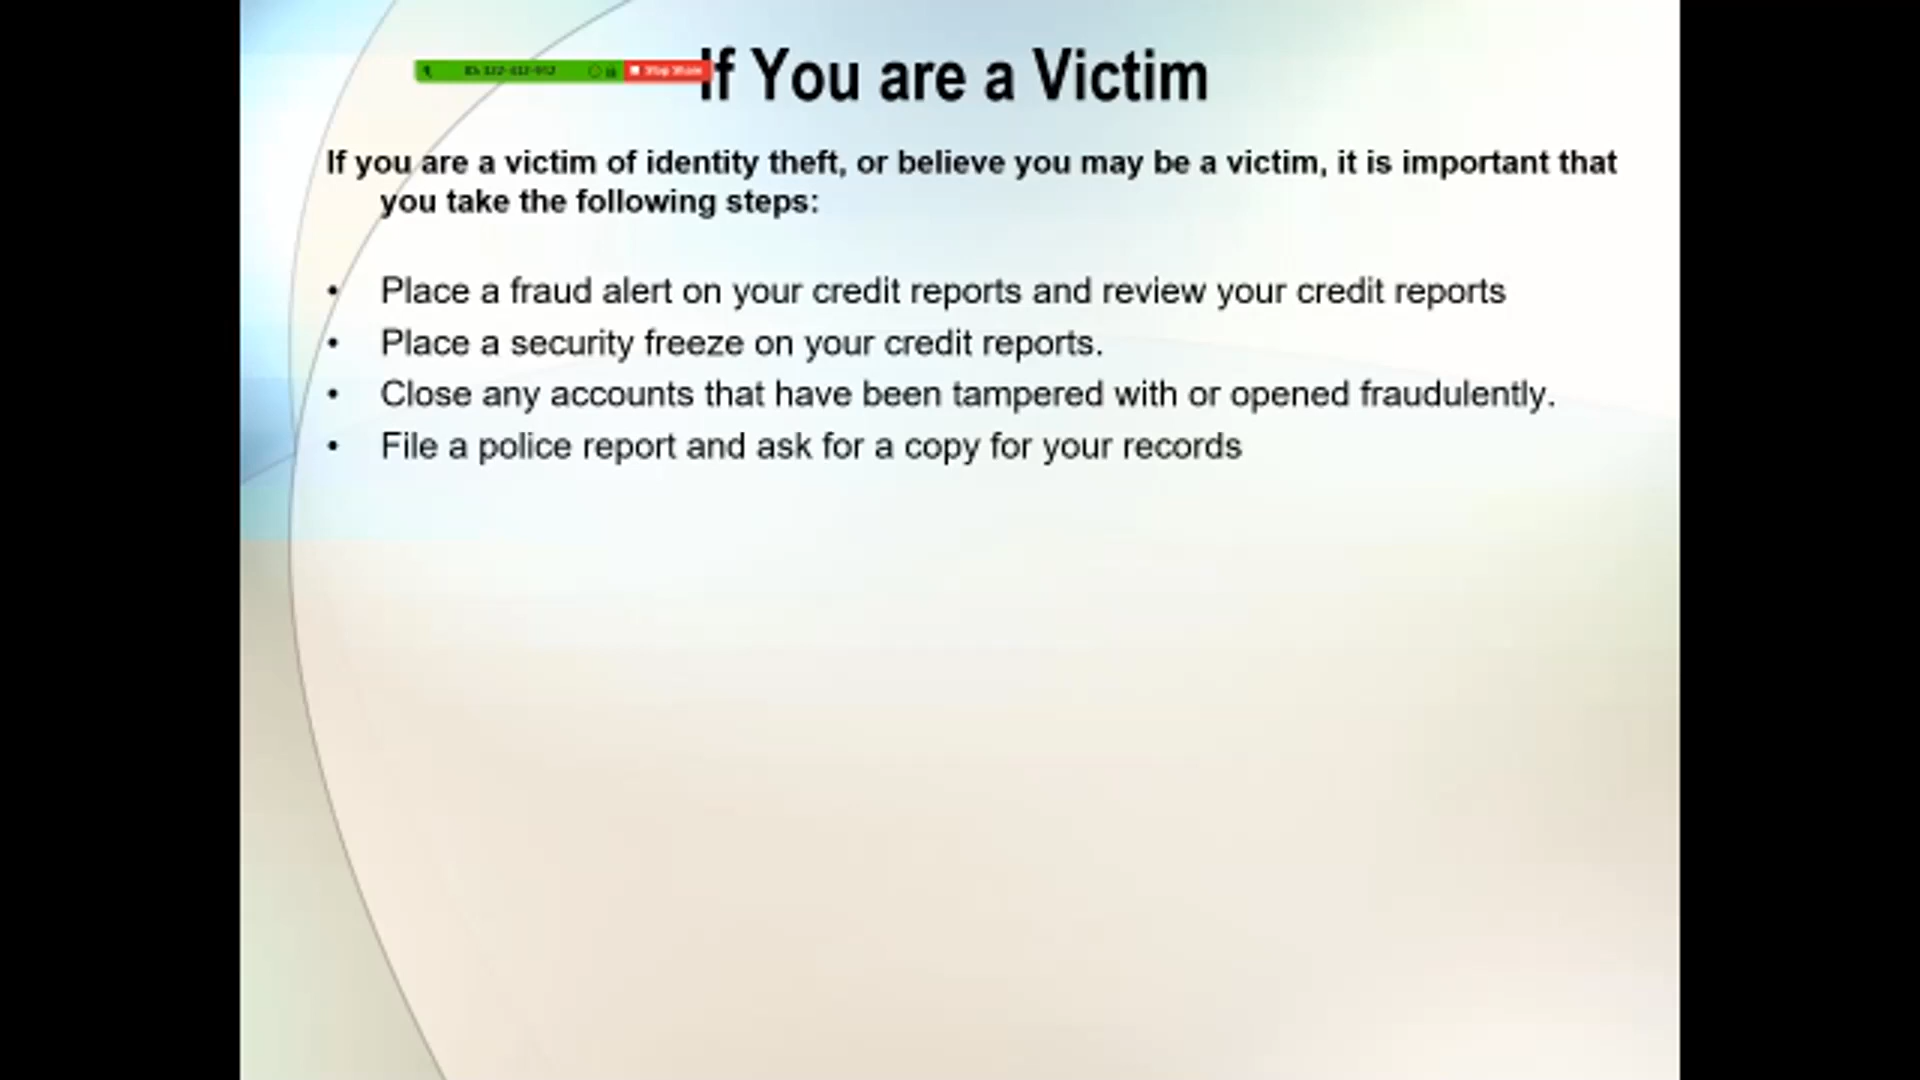 If You are a Victim
Stop Share
If you are a victim of identity theft, or believe you may be a victim, it is important that
you take the following steps:
• Place a fraud alert on your credit reports and review your credit reports
• Place a security freeze on your credit reports.
• Close any accounts that have been tampered with or opened fraudulently.
• File a police report and ask for a copy for your records